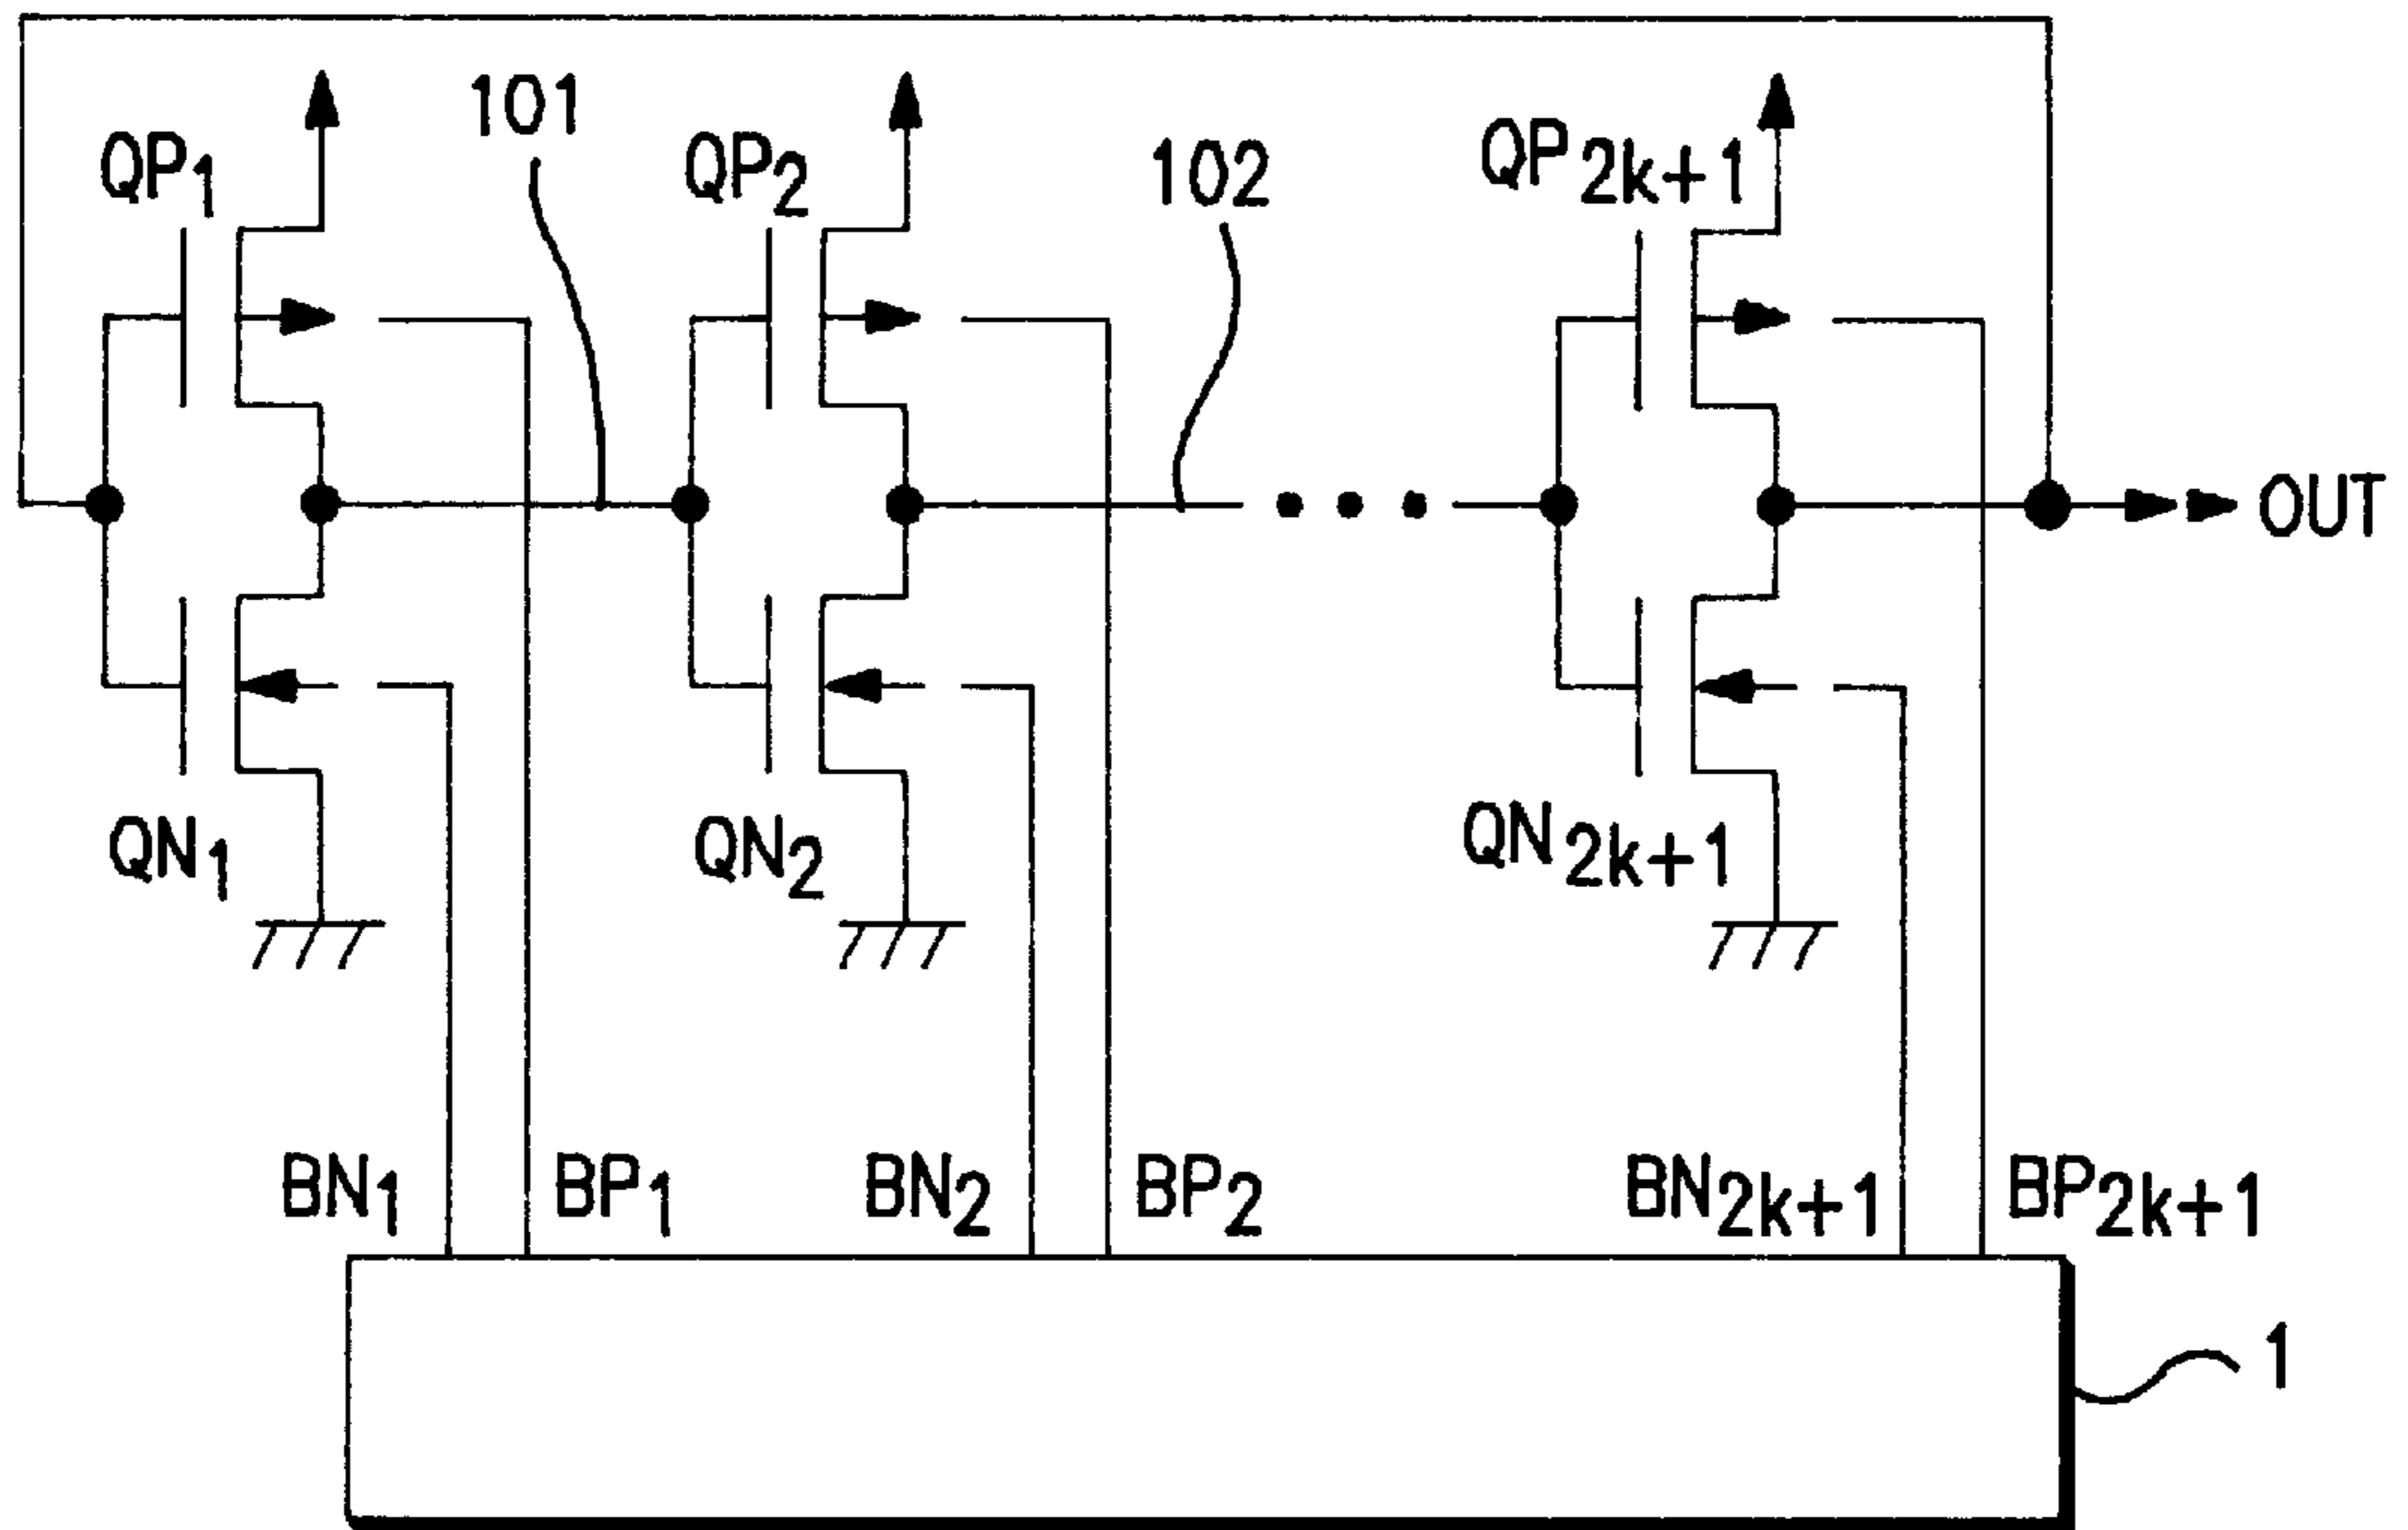 101
QP1
QP2
102
QP2k+1
OUT
QN1
QN2
QN2k+1
BN1
BP1
BN2
BP2
BN2k+1
BP2k+1
1